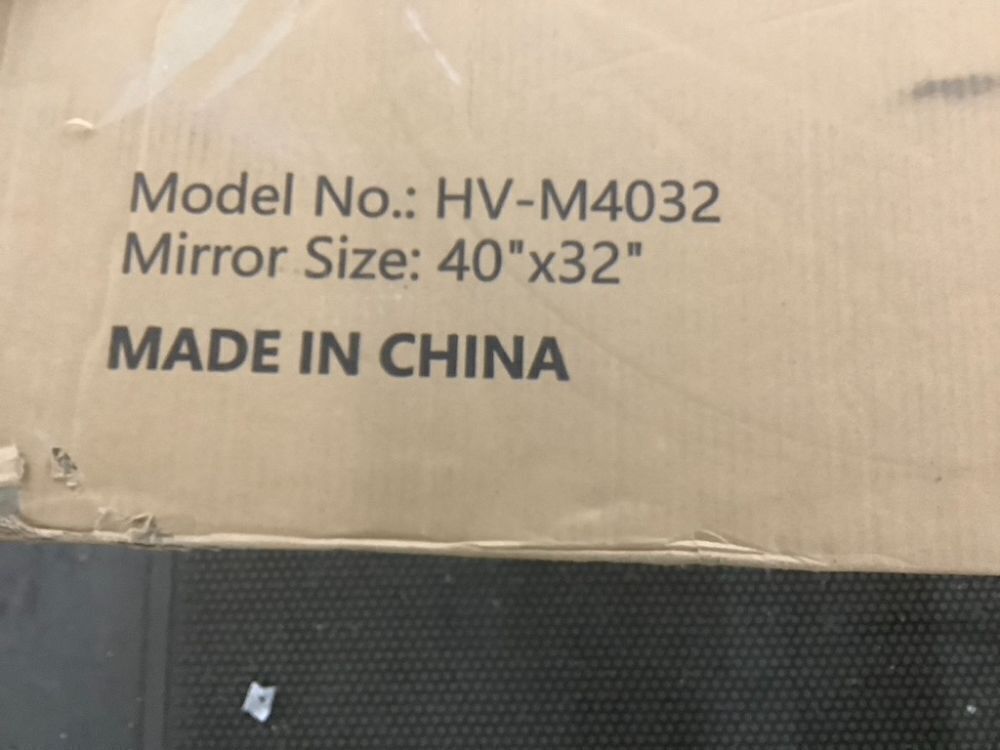 Model No.: HV-M4032
Mirror Size: 40"x32"
MADE IN CHINA